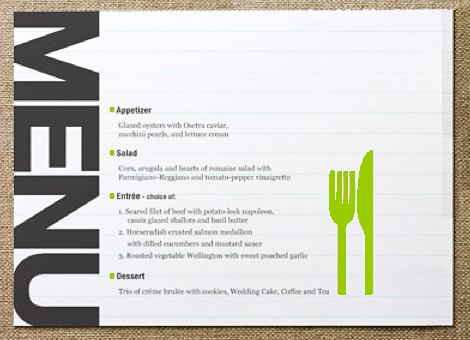 MENU
Appetizer
Glazed oysters with Osetra caviar,
zucchini pearls, and lettuce cream
Salad
Corn, arugula and hearts of romaine salad with
Parmigiano-Reggiano and tomato-pepper vinaigrette
Entrée - choice of:
1. Seared filet of beef with potato-leek napoleon,
cassis glazed shallots and basil butter
2. Horseradish crusted salmon medallion
with dilled cucumbers and mustard sauce
3. Roasted vegetable Wellington with sweet poached garlic
Dessert
Trio of créme brulée with cookies, Wedding Cake, Coffee and Tea